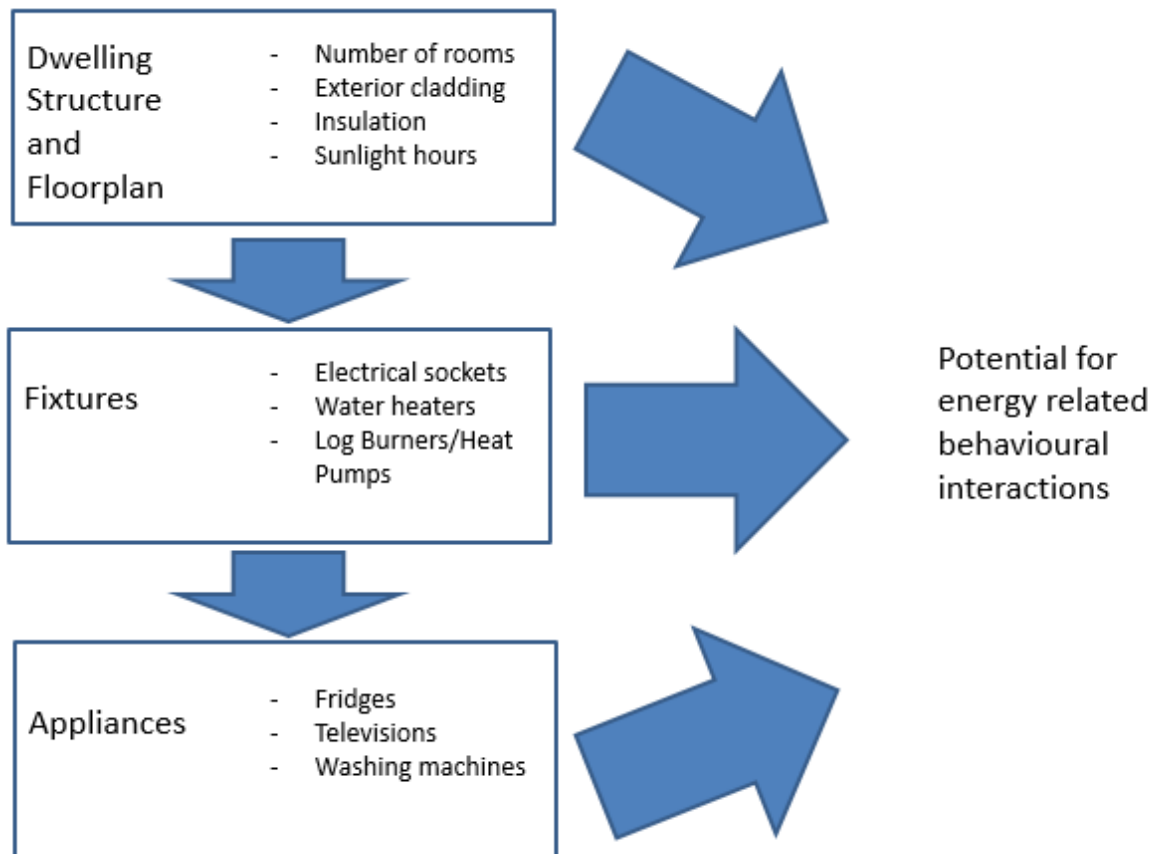 Dwelling
Structure
and
Floorplan
- Number of rooms
- Exterior cladding
- Insulation
- Sunlight hours
Fixtures
- Electrical sockets
- Water heaters
- Log Burners/Heat
Pumps
Appliances
- Fridges
- Televisions
- Washing machines
Potential for
energy related
behavioural
interactions